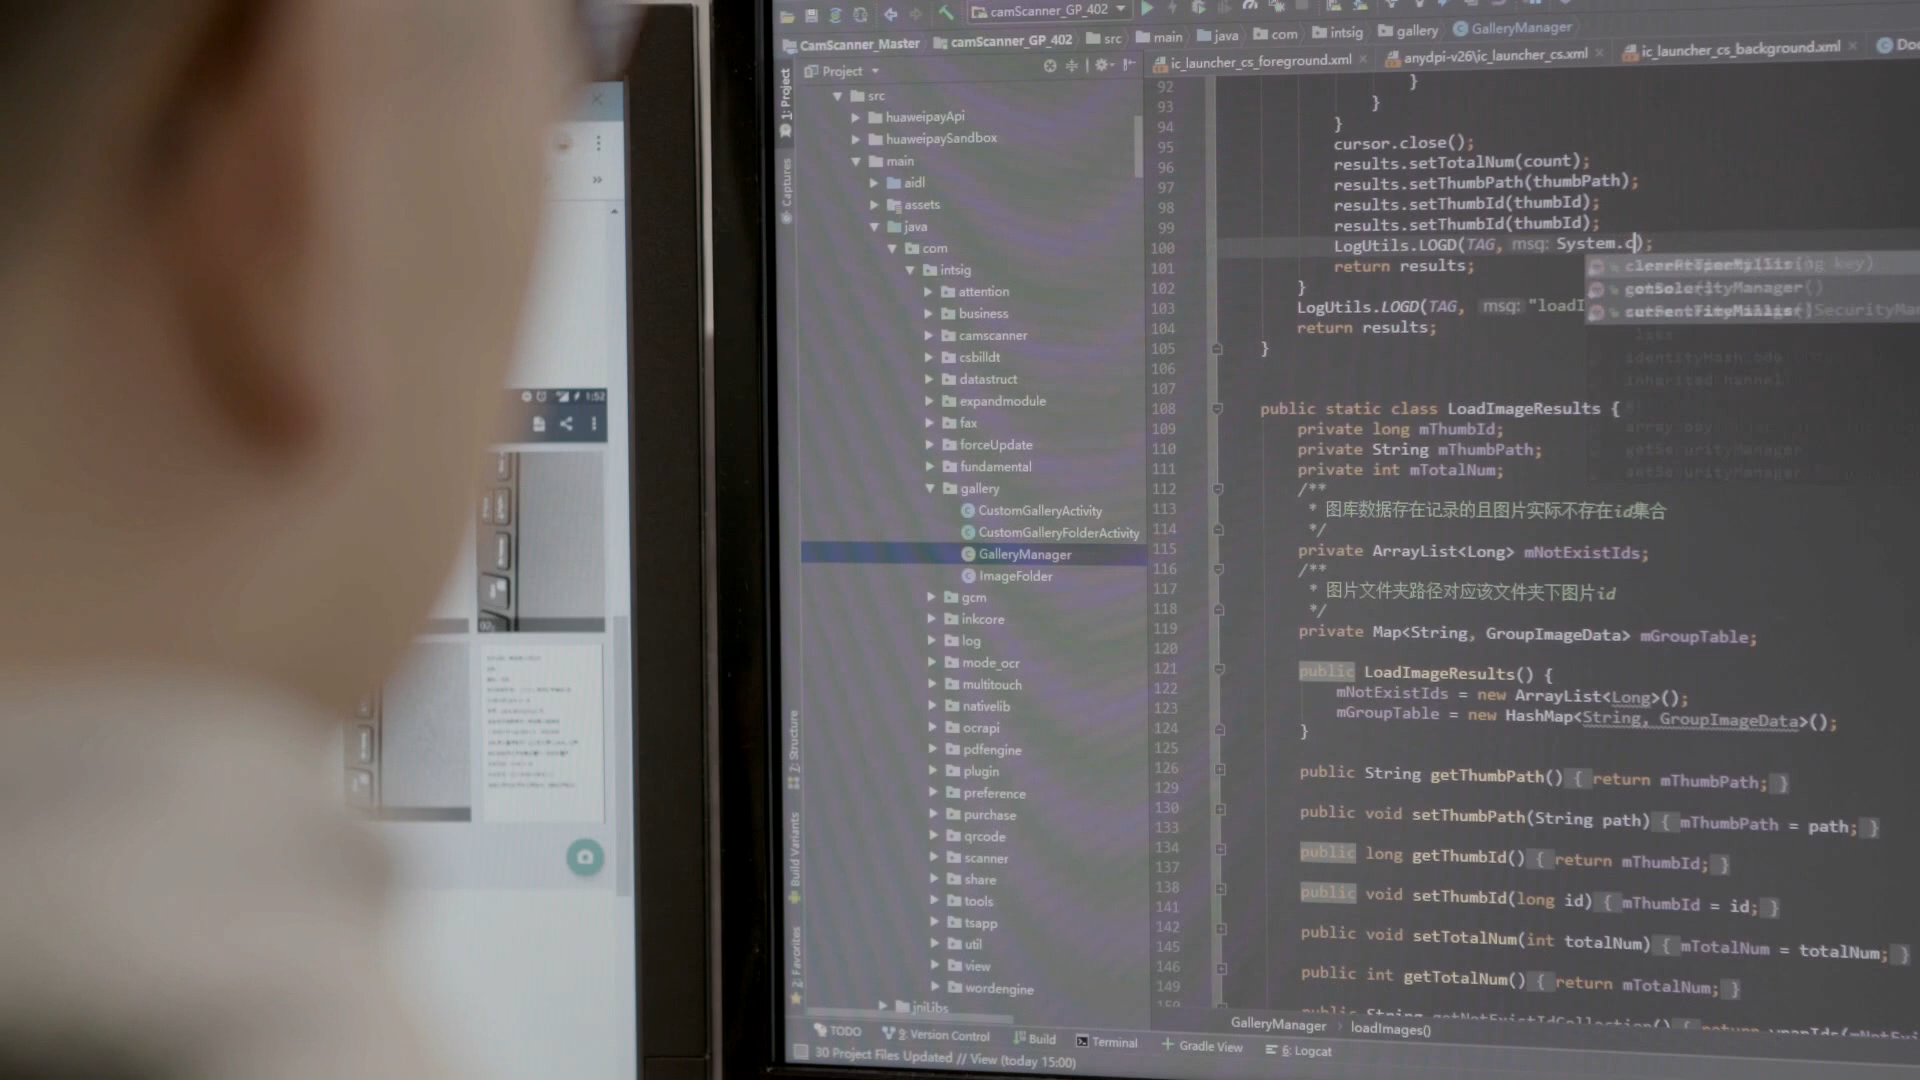 camScanner_GP_402
CamScanner_Master camScanner_GP_402 src main java com intsig gallery GalleryManager
Project
ic_launcher_cs_foreground.xml anydpi-v26\ic_launcher_cs.xml ic_launcher_cs_background.xml
1: Project
Captures
Z: Structure
Build Variants
2: Favorites
src
huaweipayApi
huaweipaySandbox
main
aidl
assets
java
com
intsig
attention
business
camscanner
csbilldt
datastruct
expandmodule
fax
forceUpdate
fundamental
gallery
CustomGalleryActivity
CustomGalleryFolderActivity
GalleryManager
ImageFolder
gcm
inkcore
log
mode_ocr
multitouch
nativelib
ocrapi
pdfengine
plugin
preference
purchase
qrcode
scanner
share
tools
tsapp
util
view
wordengine
jniLibs
92 }
93 }
94 }
95 cursor.close();
96 results.setTotalNum(count);
97 results.setThumbPath(thumbPath);
98 results.setThumbId(thumbId);
99 results.setThumbId(thumbId);
100 LogUtils.LOGD(TAG, msg: System.c);
101 return results;
102 }
103 LogUtils.LOGD(TAG, msg: "loadI
104 return results;
105 }
106
107
108 public static class LoadImageResults {
109 private long mThumbId;
110 private String mThumbPath;
111 private int mTotalNum;
112 /**
113 * 图库数据存在记录的且图片实际不存在id集合
114 */
115 private ArrayList<Long> mNotExistIds;
116 /**
117 * 图片文件夹路径对应该文件夹下图片id
118 */
119 private Map<String, GroupImageData> mGroupTable;
120
121 public LoadImageResults() {
122 mNotExistIds = new ArrayList<Long>();
123 mGroupTable = new HashMap<String, GroupImageData>();
124 }
125
126 public String getThumbPath() { return mThumbPath; }
129
130 public void setThumbPath(String path) { mThumbPath = path; }
133
134 public long getThumbId() { return mThumbId; }
137
138 public void setThumbId(long id) { mThumbId = id; }
141
142 public void setTotalNum(int totalNum) { mTotalNum = totalNum; }
145
146 public int getTotalNum() { return mTotalNum; }
149
GalleryManager loadImages()
TODO 9: Version Control Build Terminal Gradle View 6: Logcat
30 Project Files Updated // View (today 15:00)
1:52